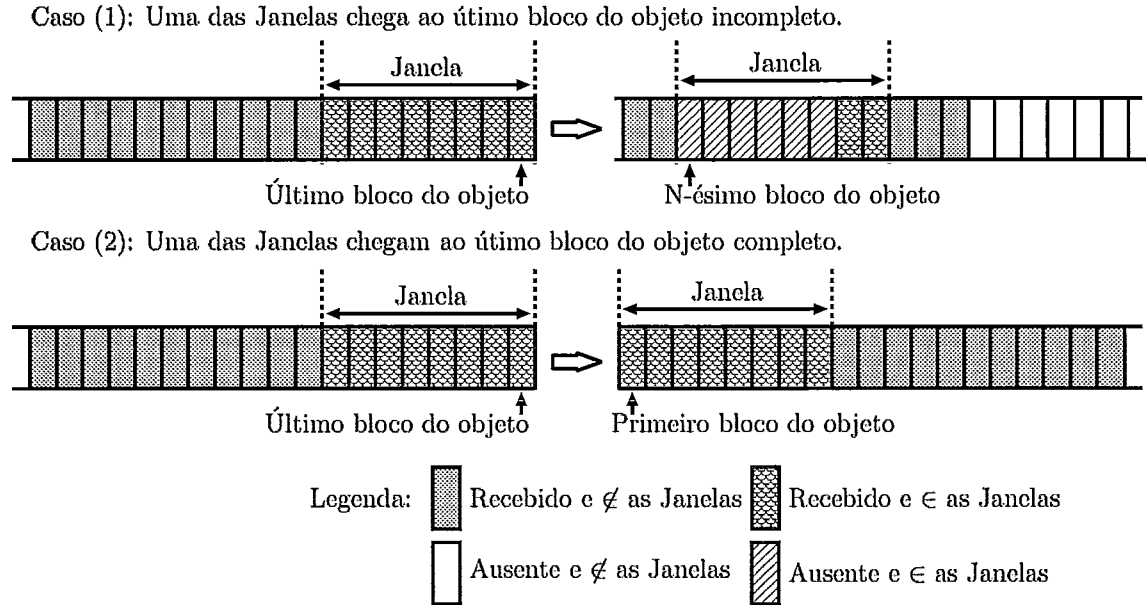 Caso (1): Uma das Janelas chega ao útimo bloco do objeto incompleto.
Janela
Janela
Último bloco do objeto
N-ésimo bloco do objeto
Caso (2): Uma das Janelas chegam ao útimo bloco do objeto completo.
Janela
Janela
Último bloco do objeto
Primeiro bloco do objeto
Legenda:
Recebido e ∉ as Janelas
Recebido e ∈ as Janelas
Ausente e ∉ as Janelas
Ausente e ∈ as Janelas